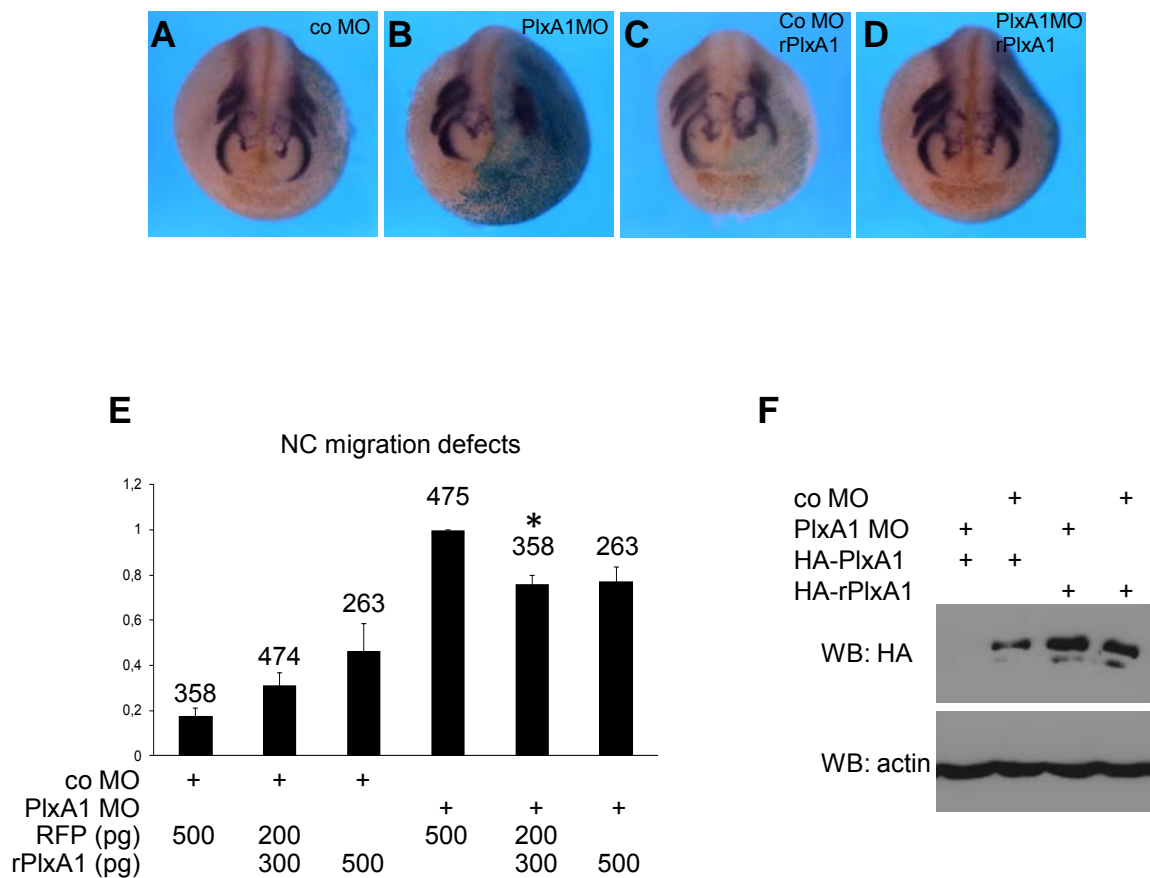 A
co MO
B
PlxA1MO
C
Co MO
rPlxA1
D
PlxA1MO
rPlxA1
E
NC migration defects
1,2
1
0,8
0,6
0,4
0,2
0
358
474
263
475
*
358
263
co MO + + +
PlxA1 MO + + +
RFP (pg) 500 200 500 200
rPlxA1 (pg) 300 500 300 500
F
co MO + +
PlxA1 MO + +
HA-PlxA1 + +
HA-rPlxA1 + +
WB: HA
WB: actin